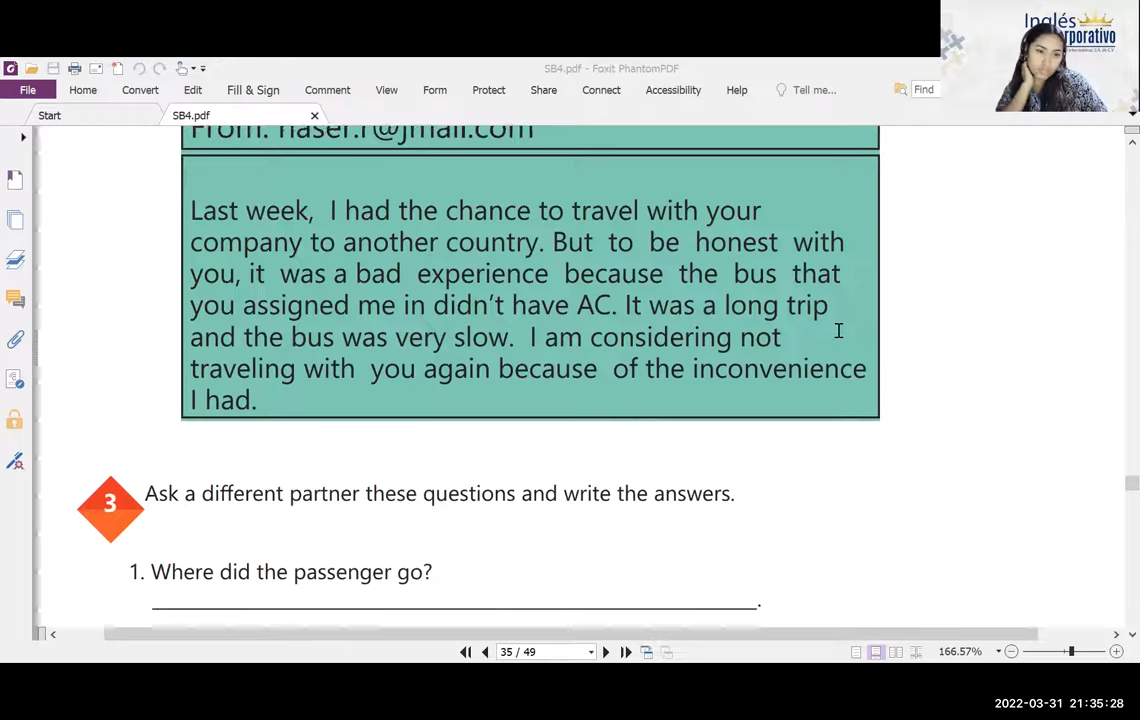 Inglés
Corporativo
SB4.pdf - Foxit PhantomPDF
File Home Convert Edit Fill & Sign Comment View Form Protect Share Connect Accessibility Help Tell me... Find
Start SB4.pdf
From: naser.r@jmail.com
Last week, I had the chance to travel with your
company to another country. But to be honest with
you, it was a bad experience because the bus that
you assigned me in didn't have AC. It was a long trip
and the bus was very slow. I am considering not
traveling with you again because of the inconvenience
I had.
3 Ask a different partner these questions and write the answers.
1. Where did the passenger go?
35 / 49
166.57%
2022-03-31 21:35:28